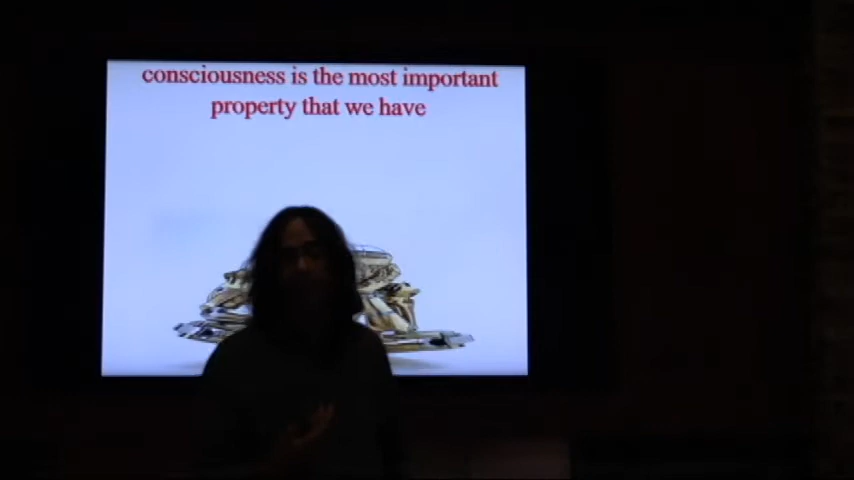 consciousness is the most important
property that we have